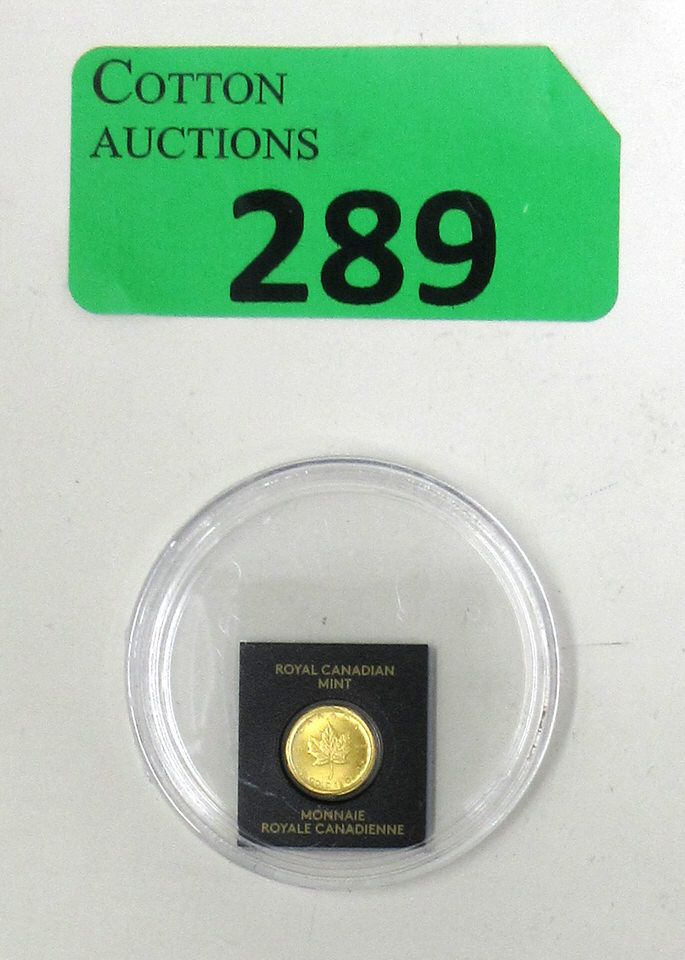 COTTON
AUCTIONS
289
ROYAL CANADIAN
MINT
MONNAIE
ROYALE CANADIENNE